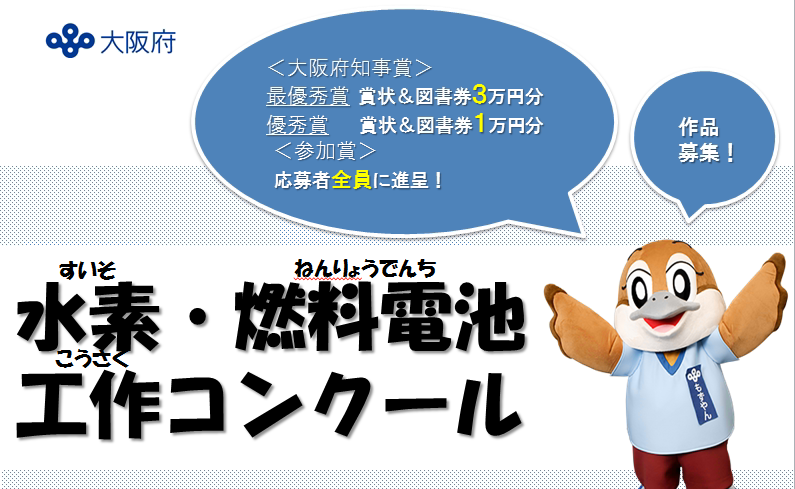 大阪府
＜大阪府知事賞＞
最優秀賞 賞状＆図書券3万円分
優秀賞 賞状＆図書券1万円分
＜参加賞＞
応募者全員に進呈！
作品
募集！
すいそ ねんりょうでんち
水素・燃料電池
こうさく
工作コンクール
もずやん